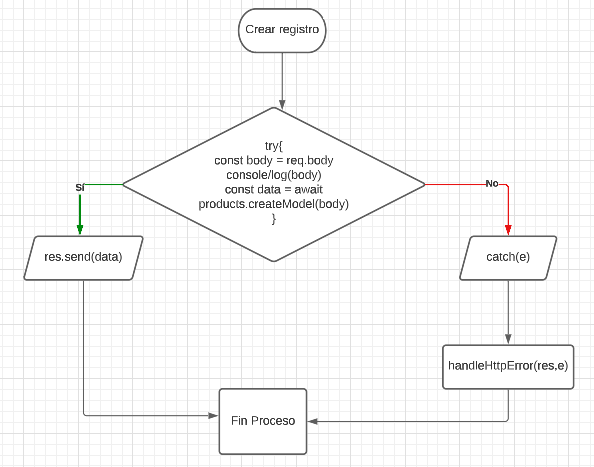 Crear registro
try{
const body = req.body
console/log(body)
const data = await
products.createModel(body)
}
Sí
No
res.send(data)
catch(e)
handleHttpError(res,e)
Fin Proceso